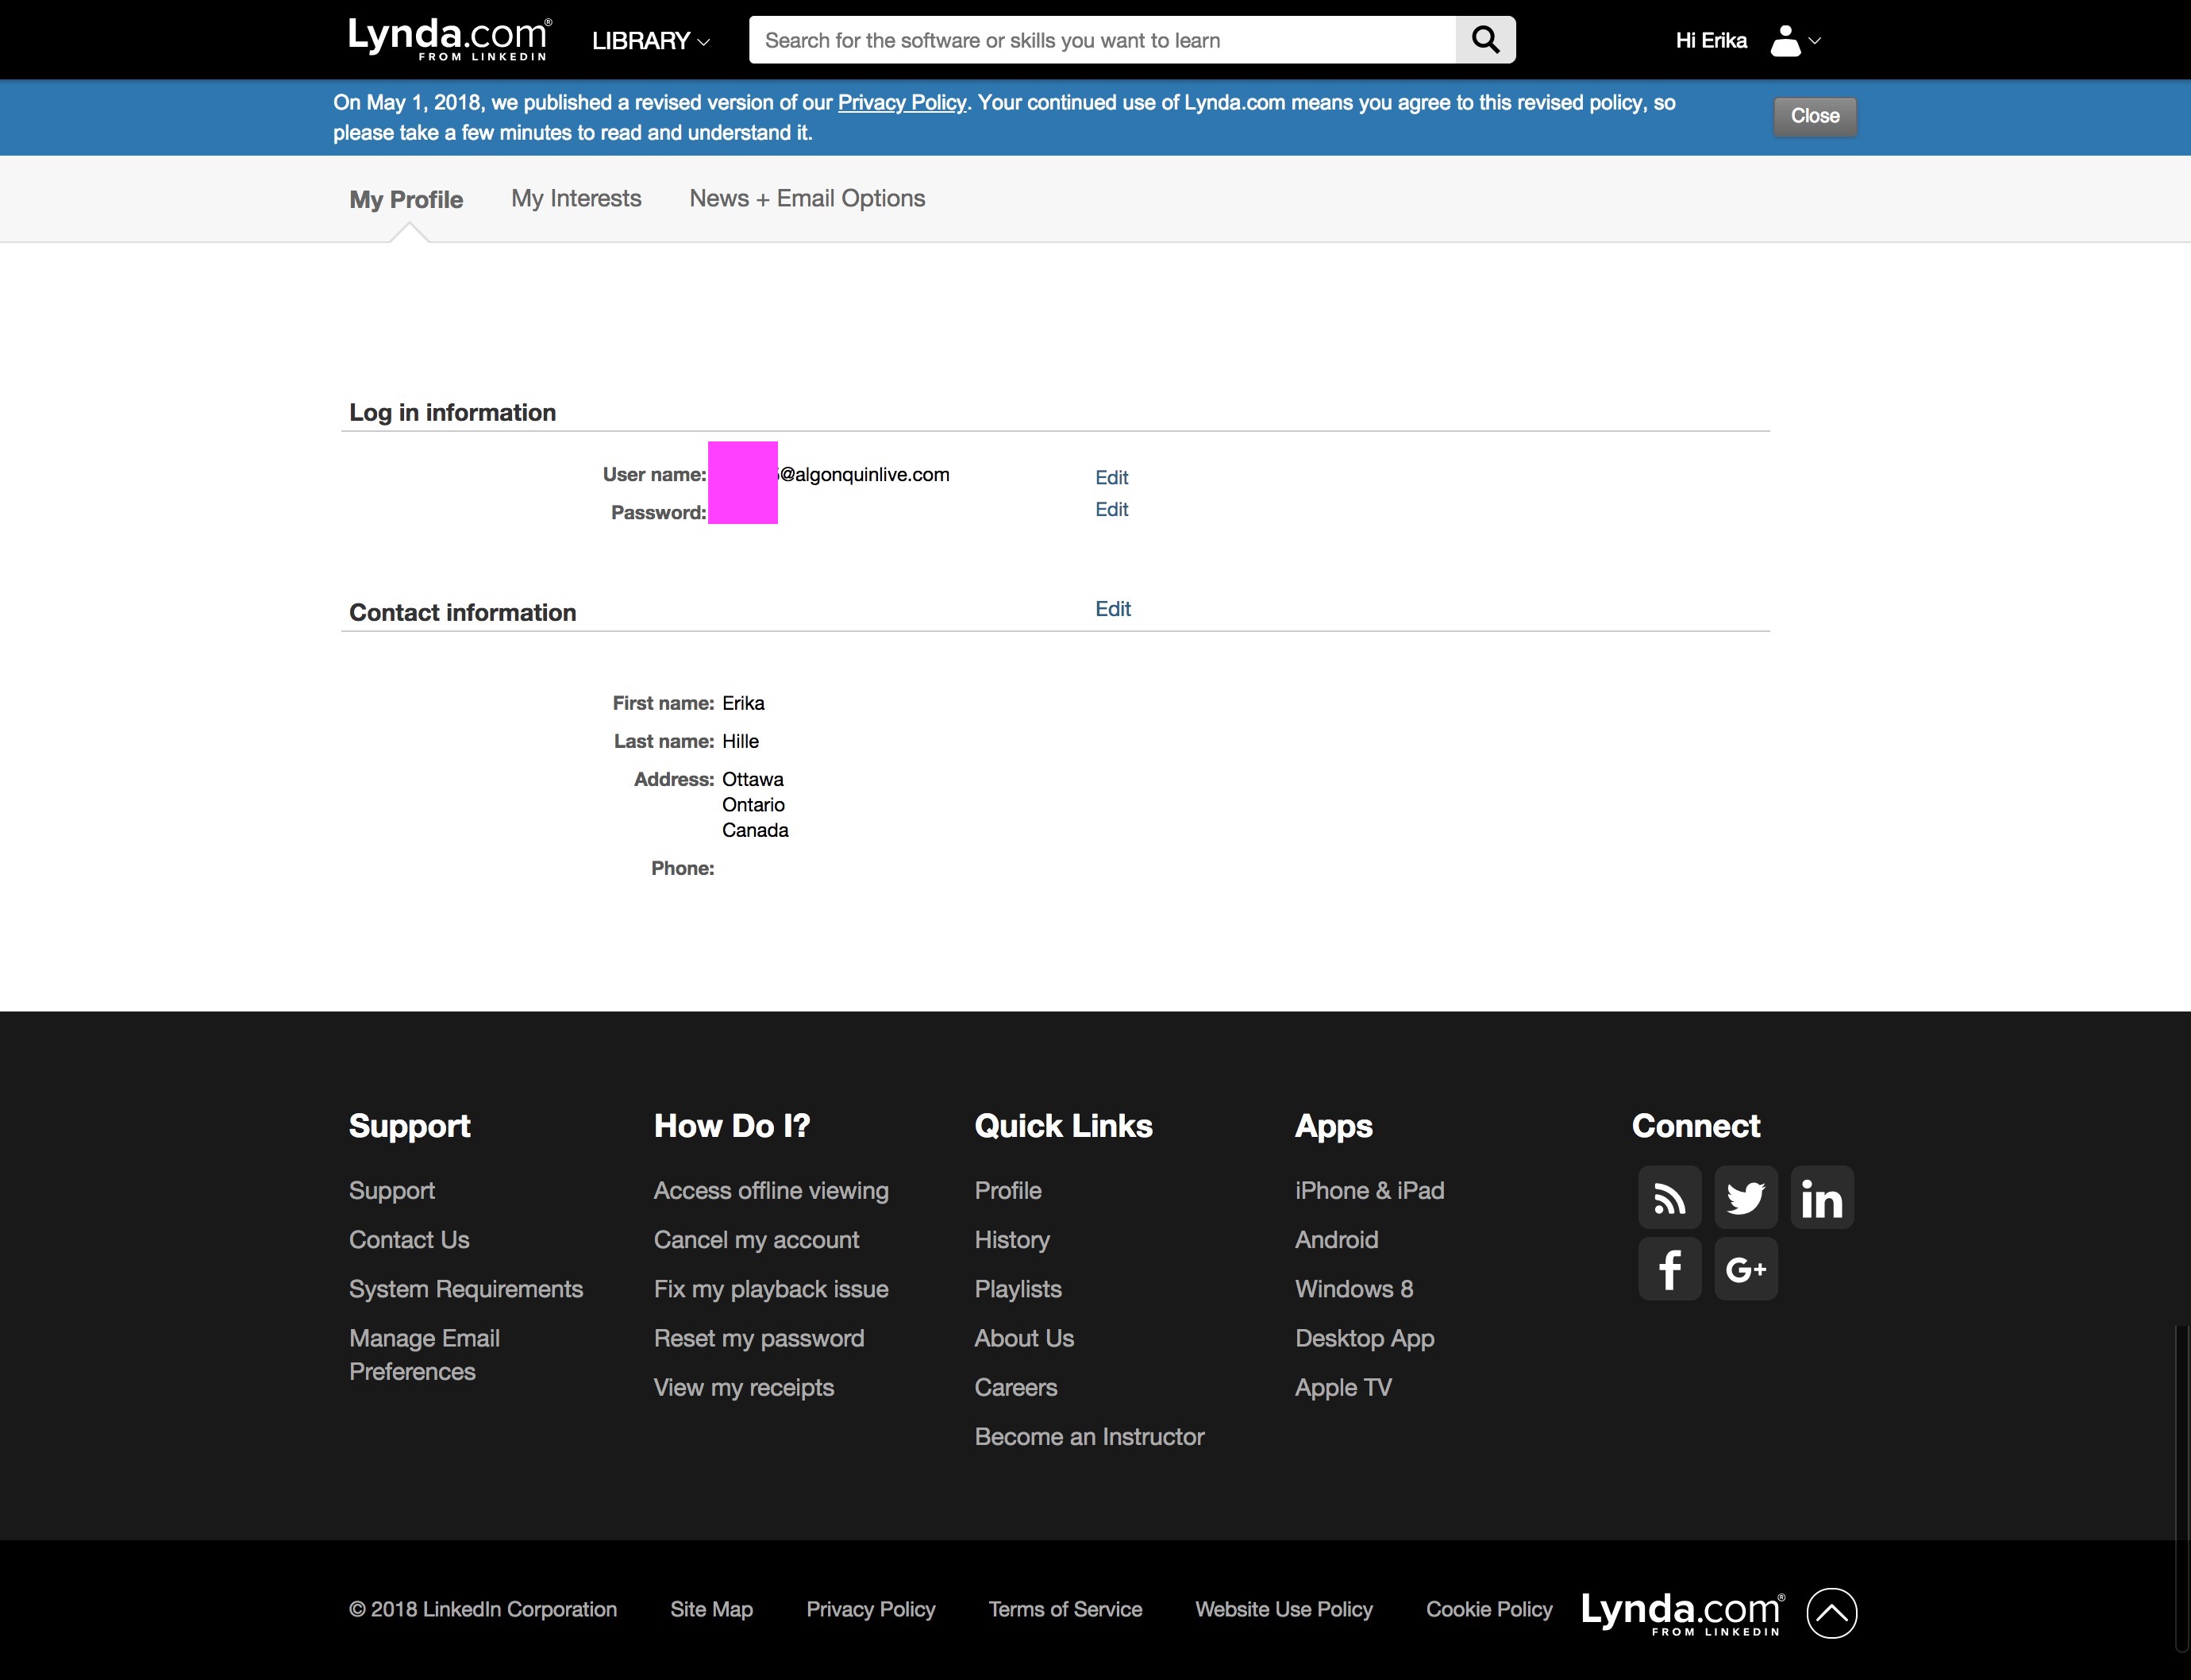 Lynda.com®
FROM LINKEDIN
LIBRARY
Search for the software or skills you want to learn
Hi Erika
On May 1, 2018, we published a revised version of our Privacy Policy. Your continued use of Lynda.com means you agree to this revised policy, so
please take a few minutes to read and understand it.
Close
My Profile
My Interests
News + Email Options
Log in information
User name: @algonquinlive.com Edit
Password: Edit
Contact information Edit
First name: Erika
Last name: Hille
Address: Ottawa
Ontario
Canada
Phone:
Support
Support
Contact Us
System Requirements
Manage Email
Preferences
How Do I?
Access offline viewing
Cancel my account
Fix my playback issue
Reset my password
View my receipts
Quick Links
Profile
History
Playlists
About Us
Careers
Become an Instructor
Apps
iPhone & iPad
Android
Windows 8
Desktop App
Apple TV
Connect
in
f
G+
© 2018 LinkedIn Corporation
Site Map
Privacy Policy
Terms of Service
Website Use Policy
Cookie Policy
Lynda.com®
FROM LINKEDIN